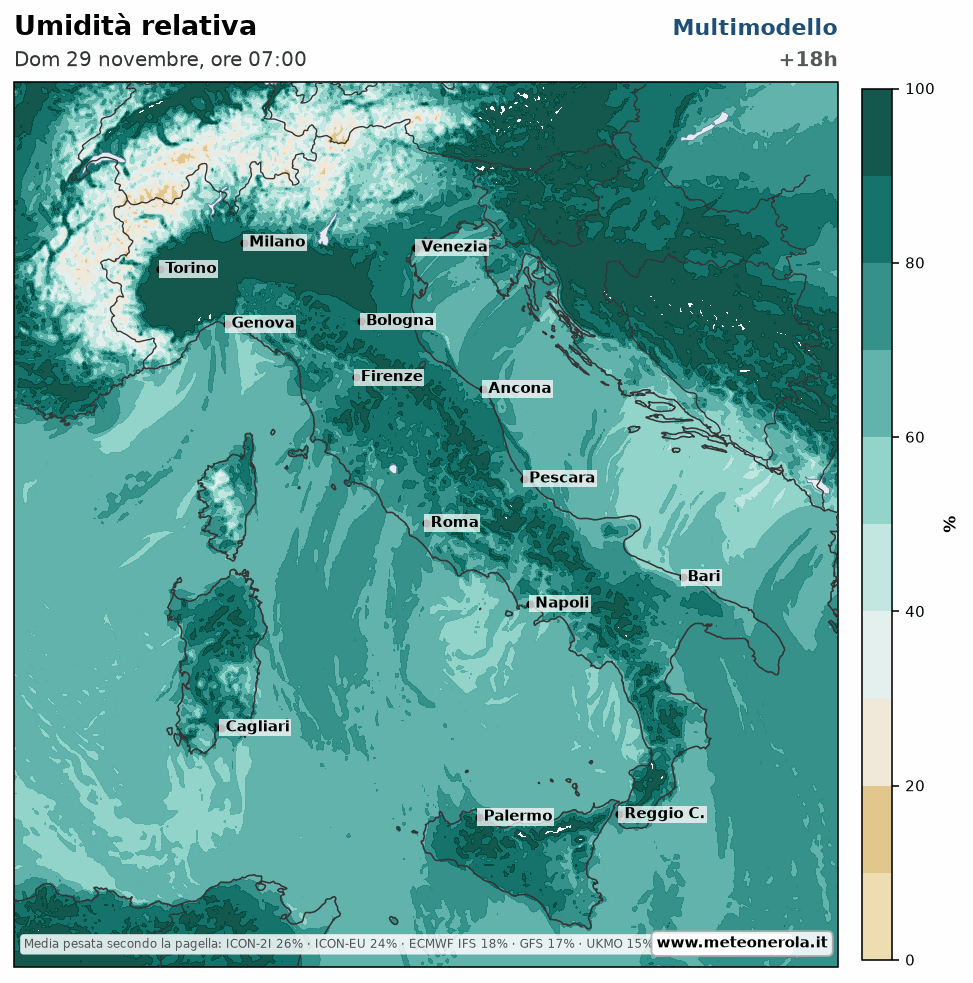 Umidità relativa
Multimodello
Dom 29 novembre, ore 07:00
+18h
100
80
60
40
20
0
%
Milano
Venezia
Torino
Genova
Bologna
Firenze
Ancona
Pescara
Roma
Bari
Napoli
Cagliari
Palermo
Reggio C.
Media pesata secondo la pagella: ICON-2I 26% · ICON-EU 24% · ECMWF IFS 18% · GFS 17% · UKMO 15%
www.meteonerola.it